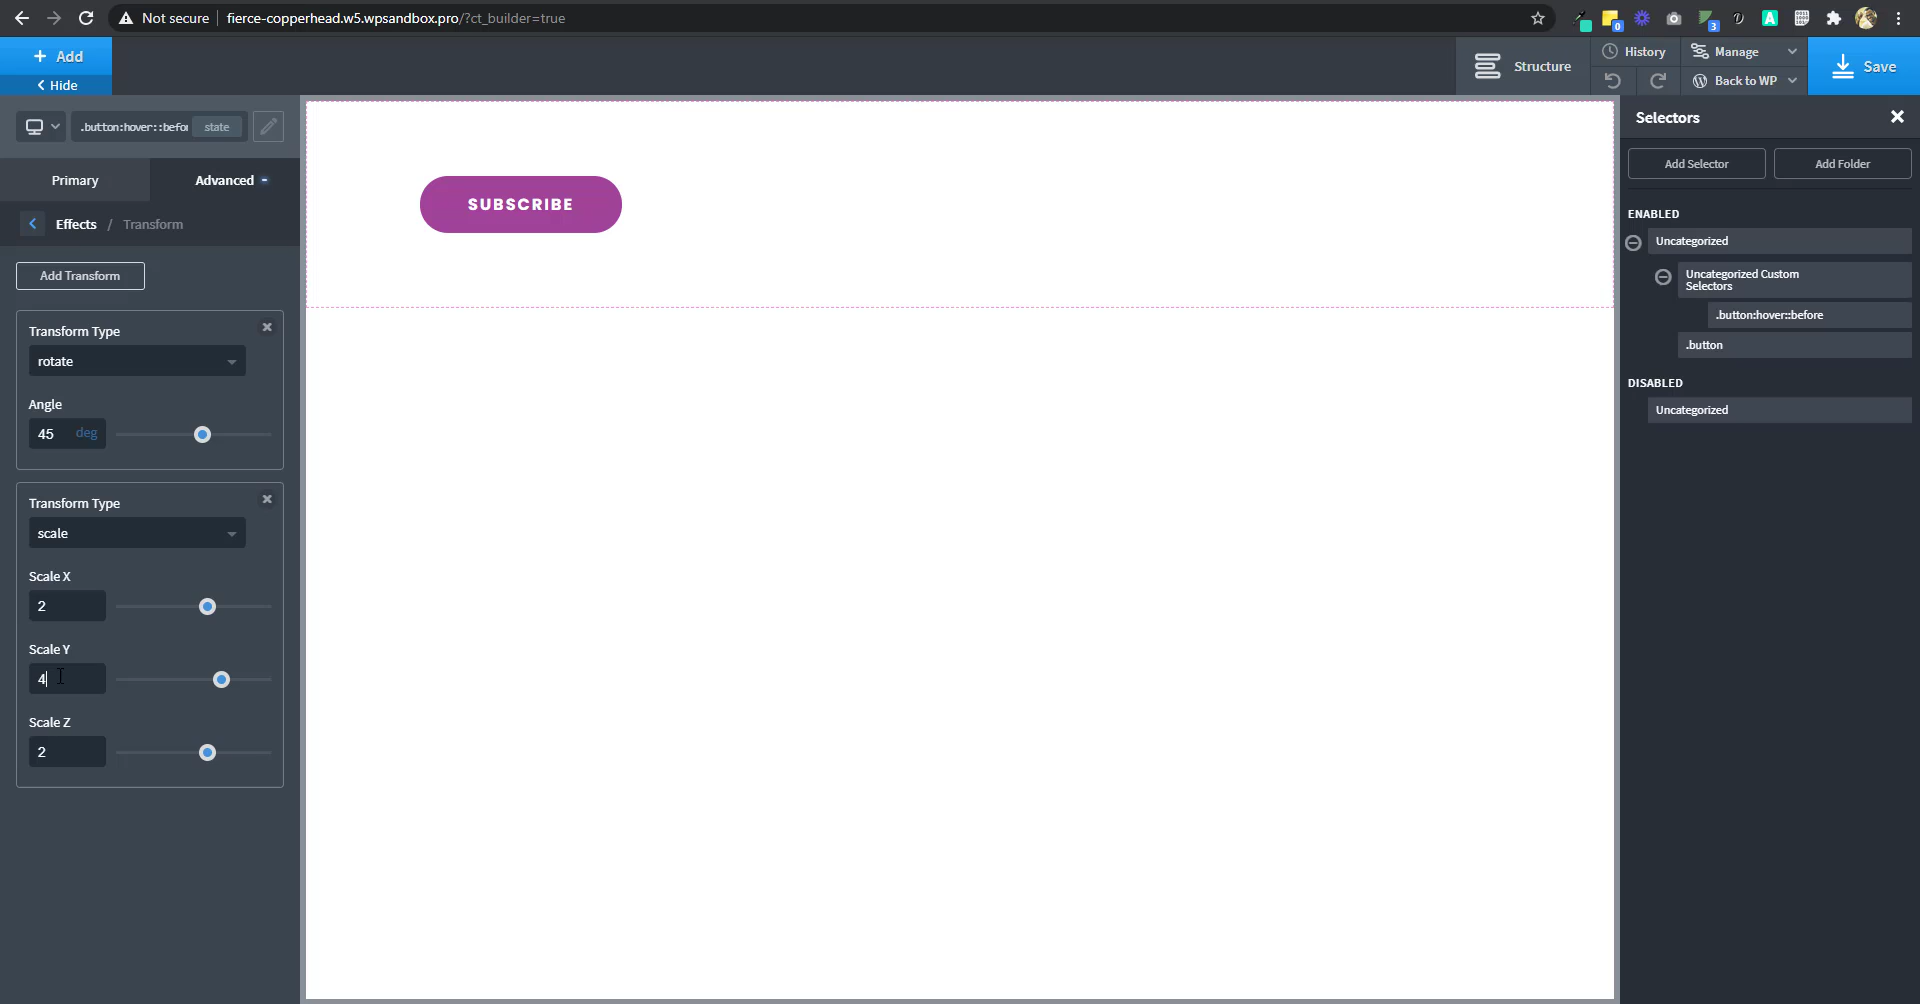 Not secure
fierce-copperhead.w5.wpsandbox.pro/?ct_builder=true
0
3
A
+ Add
Hide
Structure
History
Manage
Back to WP
Save
.button:hover::befo
state
Primary
Advanced
Effects / Transform
Add Transform
Transform Type
rotate
Angle
45 deg
Transform Type
scale
Scale X
2
Scale Y
4
Scale Z
2
SUBSCRIBE
Selectors
Add Selector
Add Folder
ENABLED
Uncategorized
Uncategorized Custom
Selectors
.button:hover::before
.button
DISABLED
Uncategorized